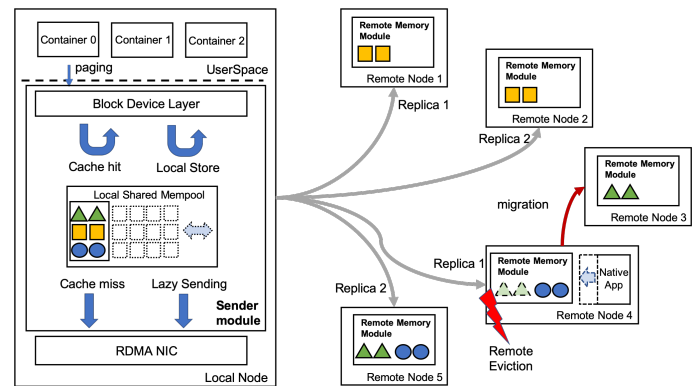 Container 0
Container 1
Container 2
paging
UserSpace
Block Device Layer
Cache hit
Local Store
Local Shared Mempool
Cache miss
Lazy Sending
Sender
module
RDMA NIC
Local Node
Remote Memory
Module
Remote Node 1
Replica 1
Remote Memory
Module
Remote Node 2
Replica 2
Remote Memory
Module
Remote Node 3
migration
Replica 1
Remote Memory
Module
Native
App
Remote Node 4
Remote
Eviction
Replica 2
Remote Memory
Module
Remote Node 5